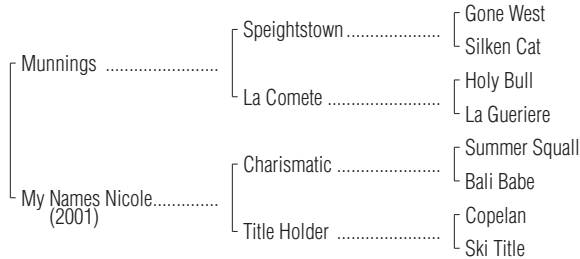 Gone West
Speightstown
Silken Cat
Munnings
Holy Bull
La Comete
La Gueriere
Summer Squall
Charismatic
Bali Babe
My Names Nicole
(2001)
Copelan
Title Holder
Ski Title